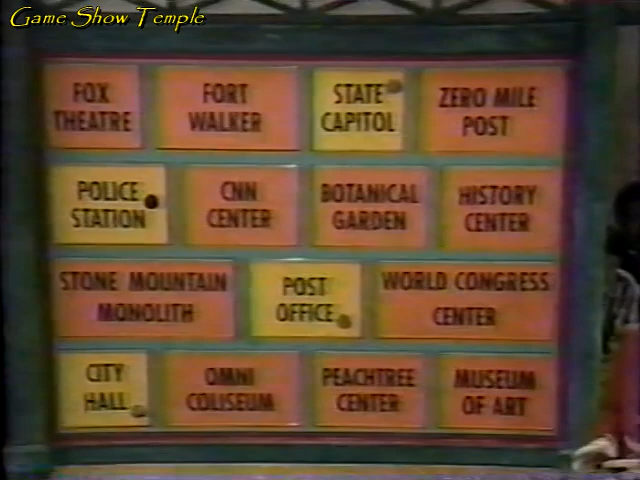 Game Show Temple
FOX
THEATRE
FORT
WALKER
STATE
CAPITOL
ZERO MILE
POST
POLICE
STATION
CNN
CENTER
BOTANICAL
GARDEN
HISTORY
CENTER
STONE MOUNTAIN
MONOLITH
POST
OFFICE
WORLD CONGRESS
CENTER
CITY
HALL
OMNI
COLISEUM
PEACHTREE
CENTER
MUSEUM
OF ART